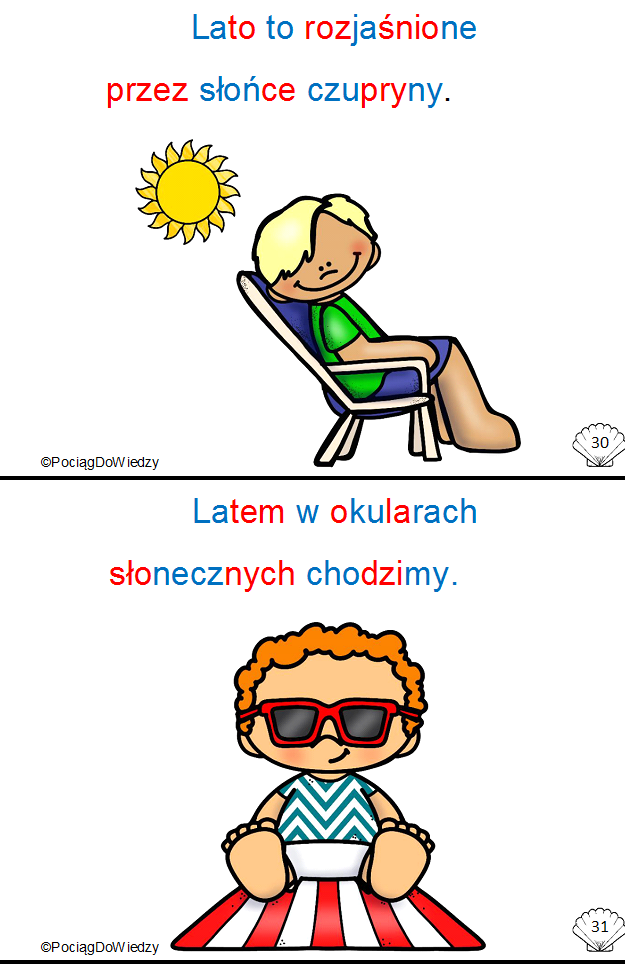 Lato to rozjaśnione
przez słońce czupryny.
30
©PociągDoWiedzy
Latem w okularach
słonecznych chodzimy.
31
©PociągDoWiedzy